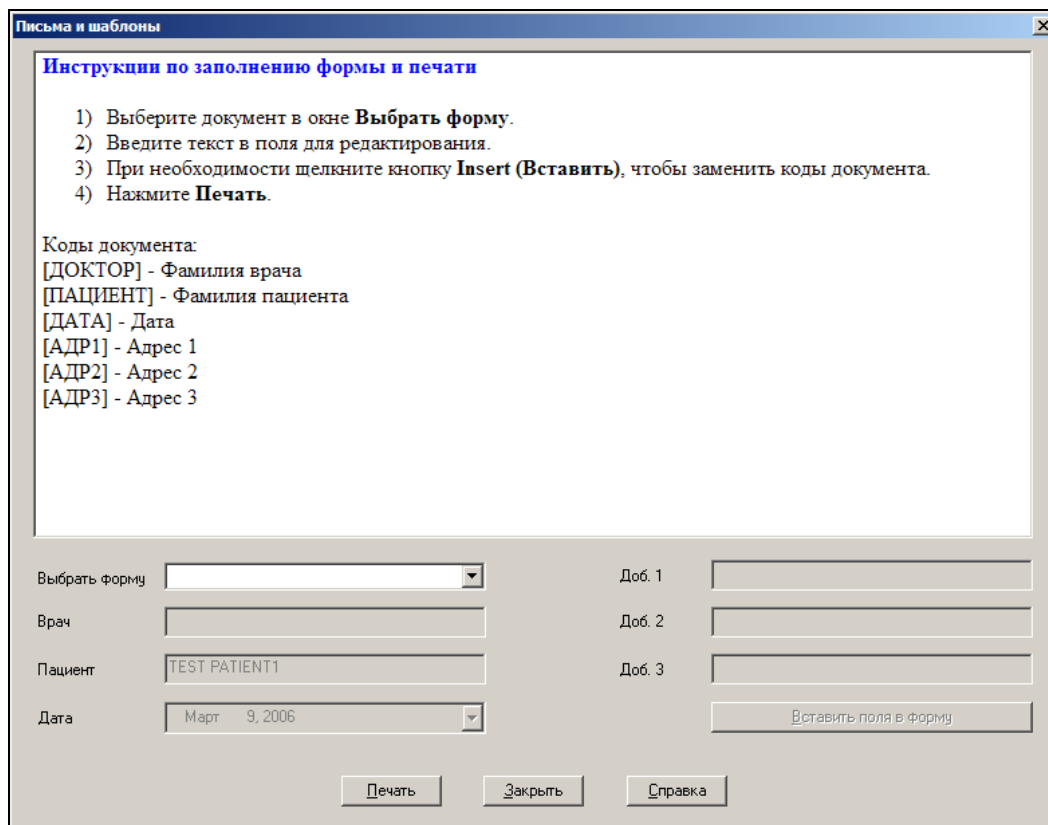 Письма и шаблоны
Инструкции по заполнению формы и печати
1) Выберите документ в окне Выбрать форму.
2) Введите текст в поля для редактирования.
3) При необходимости щелкните кнопку Insert (Вставить), чтобы заменить коды документа.
4) Нажмите Печать.
Коды документа:
[ДОКТОР] - Фамилия врача
[ПАЦИЕНТ] - Фамилия пациента
[ДАТА] - Дата
[АДР1] - Адрес 1
[АДР2] - Адрес 2
[АДР3] - Адрес 3
Выбрать форму
Доб. 1
Врач
Доб. 2
Пациент TEST PATIENT1
Доб. 3
Дата Март 9, 2006
Вставить поля в форму
Печать Закрыть Справка